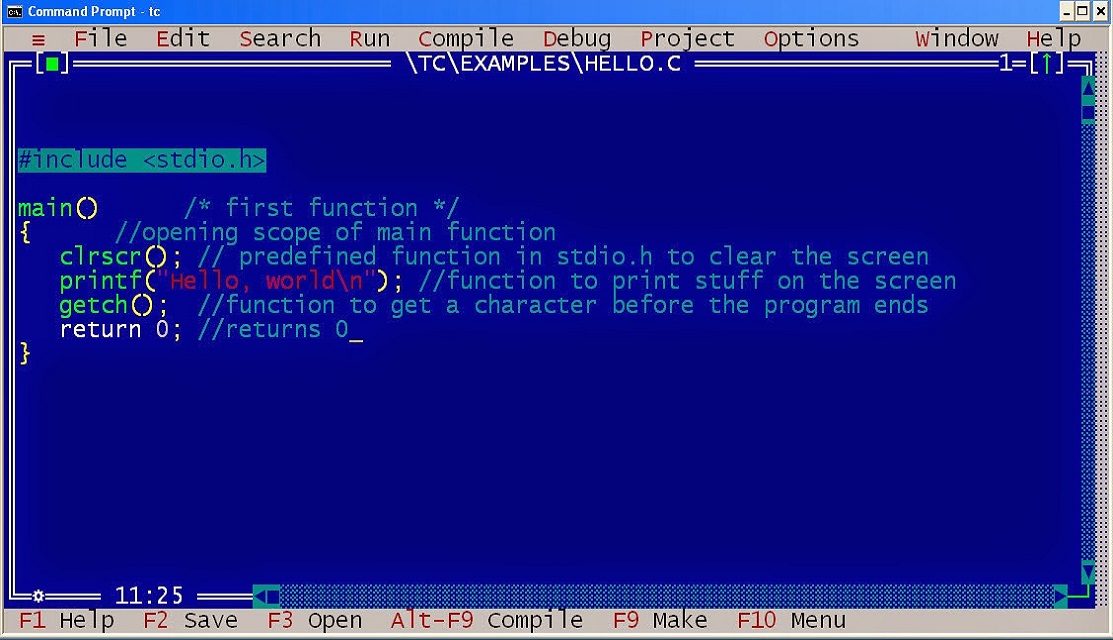 Command Prompt - tc
≡ File Edit Search Run Compile Debug Project Options Window Help
\TC\EXAMPLES\HELLO.C 1=[↑]
#include <stdio.h>
main() /* first function */
{ //opening scope of main function
clrscr(); // predefined function in stdio.h to clear the screen
printf("Hello, world\n"); //function to print stuff on the screen
getch(); //function to get a character before the program ends
return 0; //returns 0_
}
11:25
F1 Help F2 Save F3 Open Alt-F9 Compile F9 Make F10 Menu